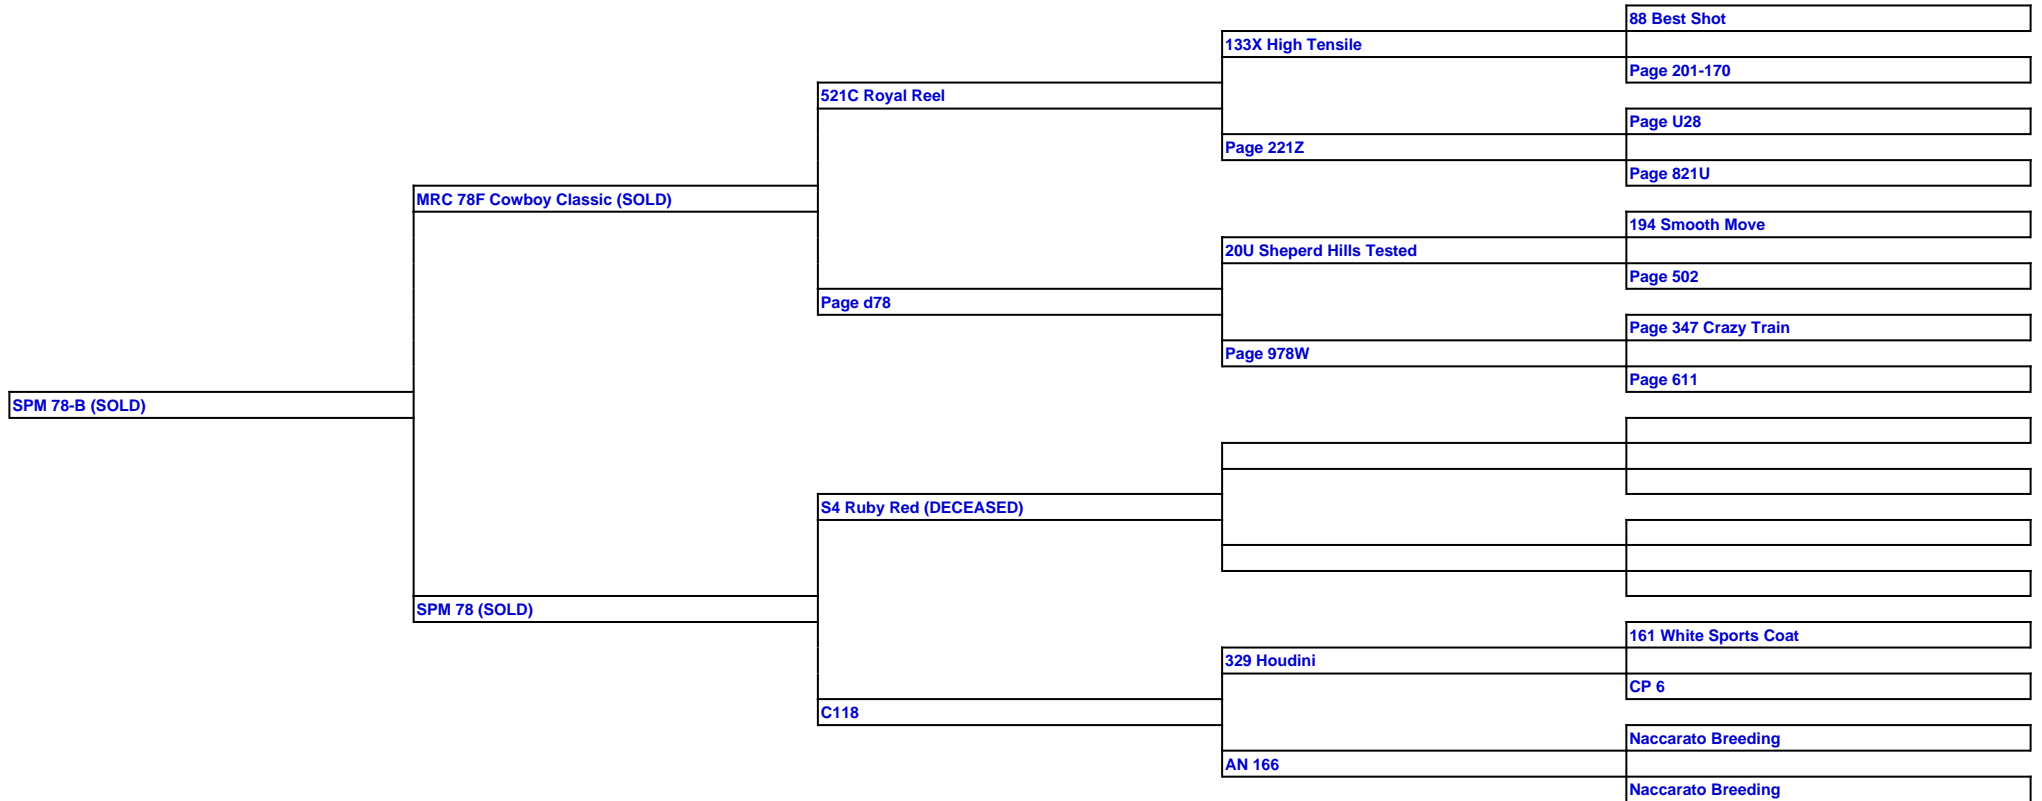 88 Best Shot
133X High Tensile
Page 201-170
521C Royal Reel
Page U28
Page 221Z
Page 821U
MRC 78F Cowboy Classic (SOLD)
194 Smooth Move
20U Sheperd Hills Tested
Page 502
Page d78
Page 347 Crazy Train
Page 978W
Page 611
SPM 78-B (SOLD)
S4 Ruby Red (DECEASED)
SPM 78 (SOLD)
161 White Sports Coat
329 Houdini
CP 6
C118
Naccarato Breeding
AN 166
Naccarato Breeding